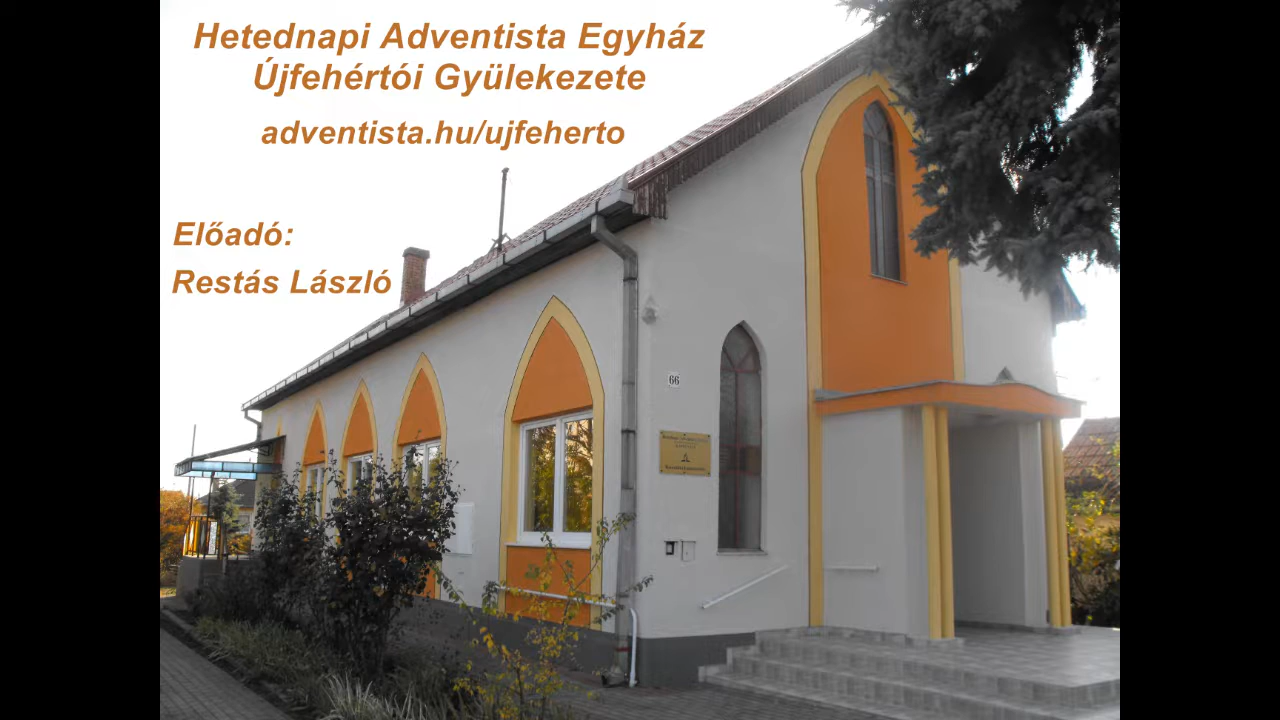 Hetednapi Adventista Egyház
Újfehértói Gyülekezete
adventista.hu/ujfeherto
Előadó:
Restás László
66